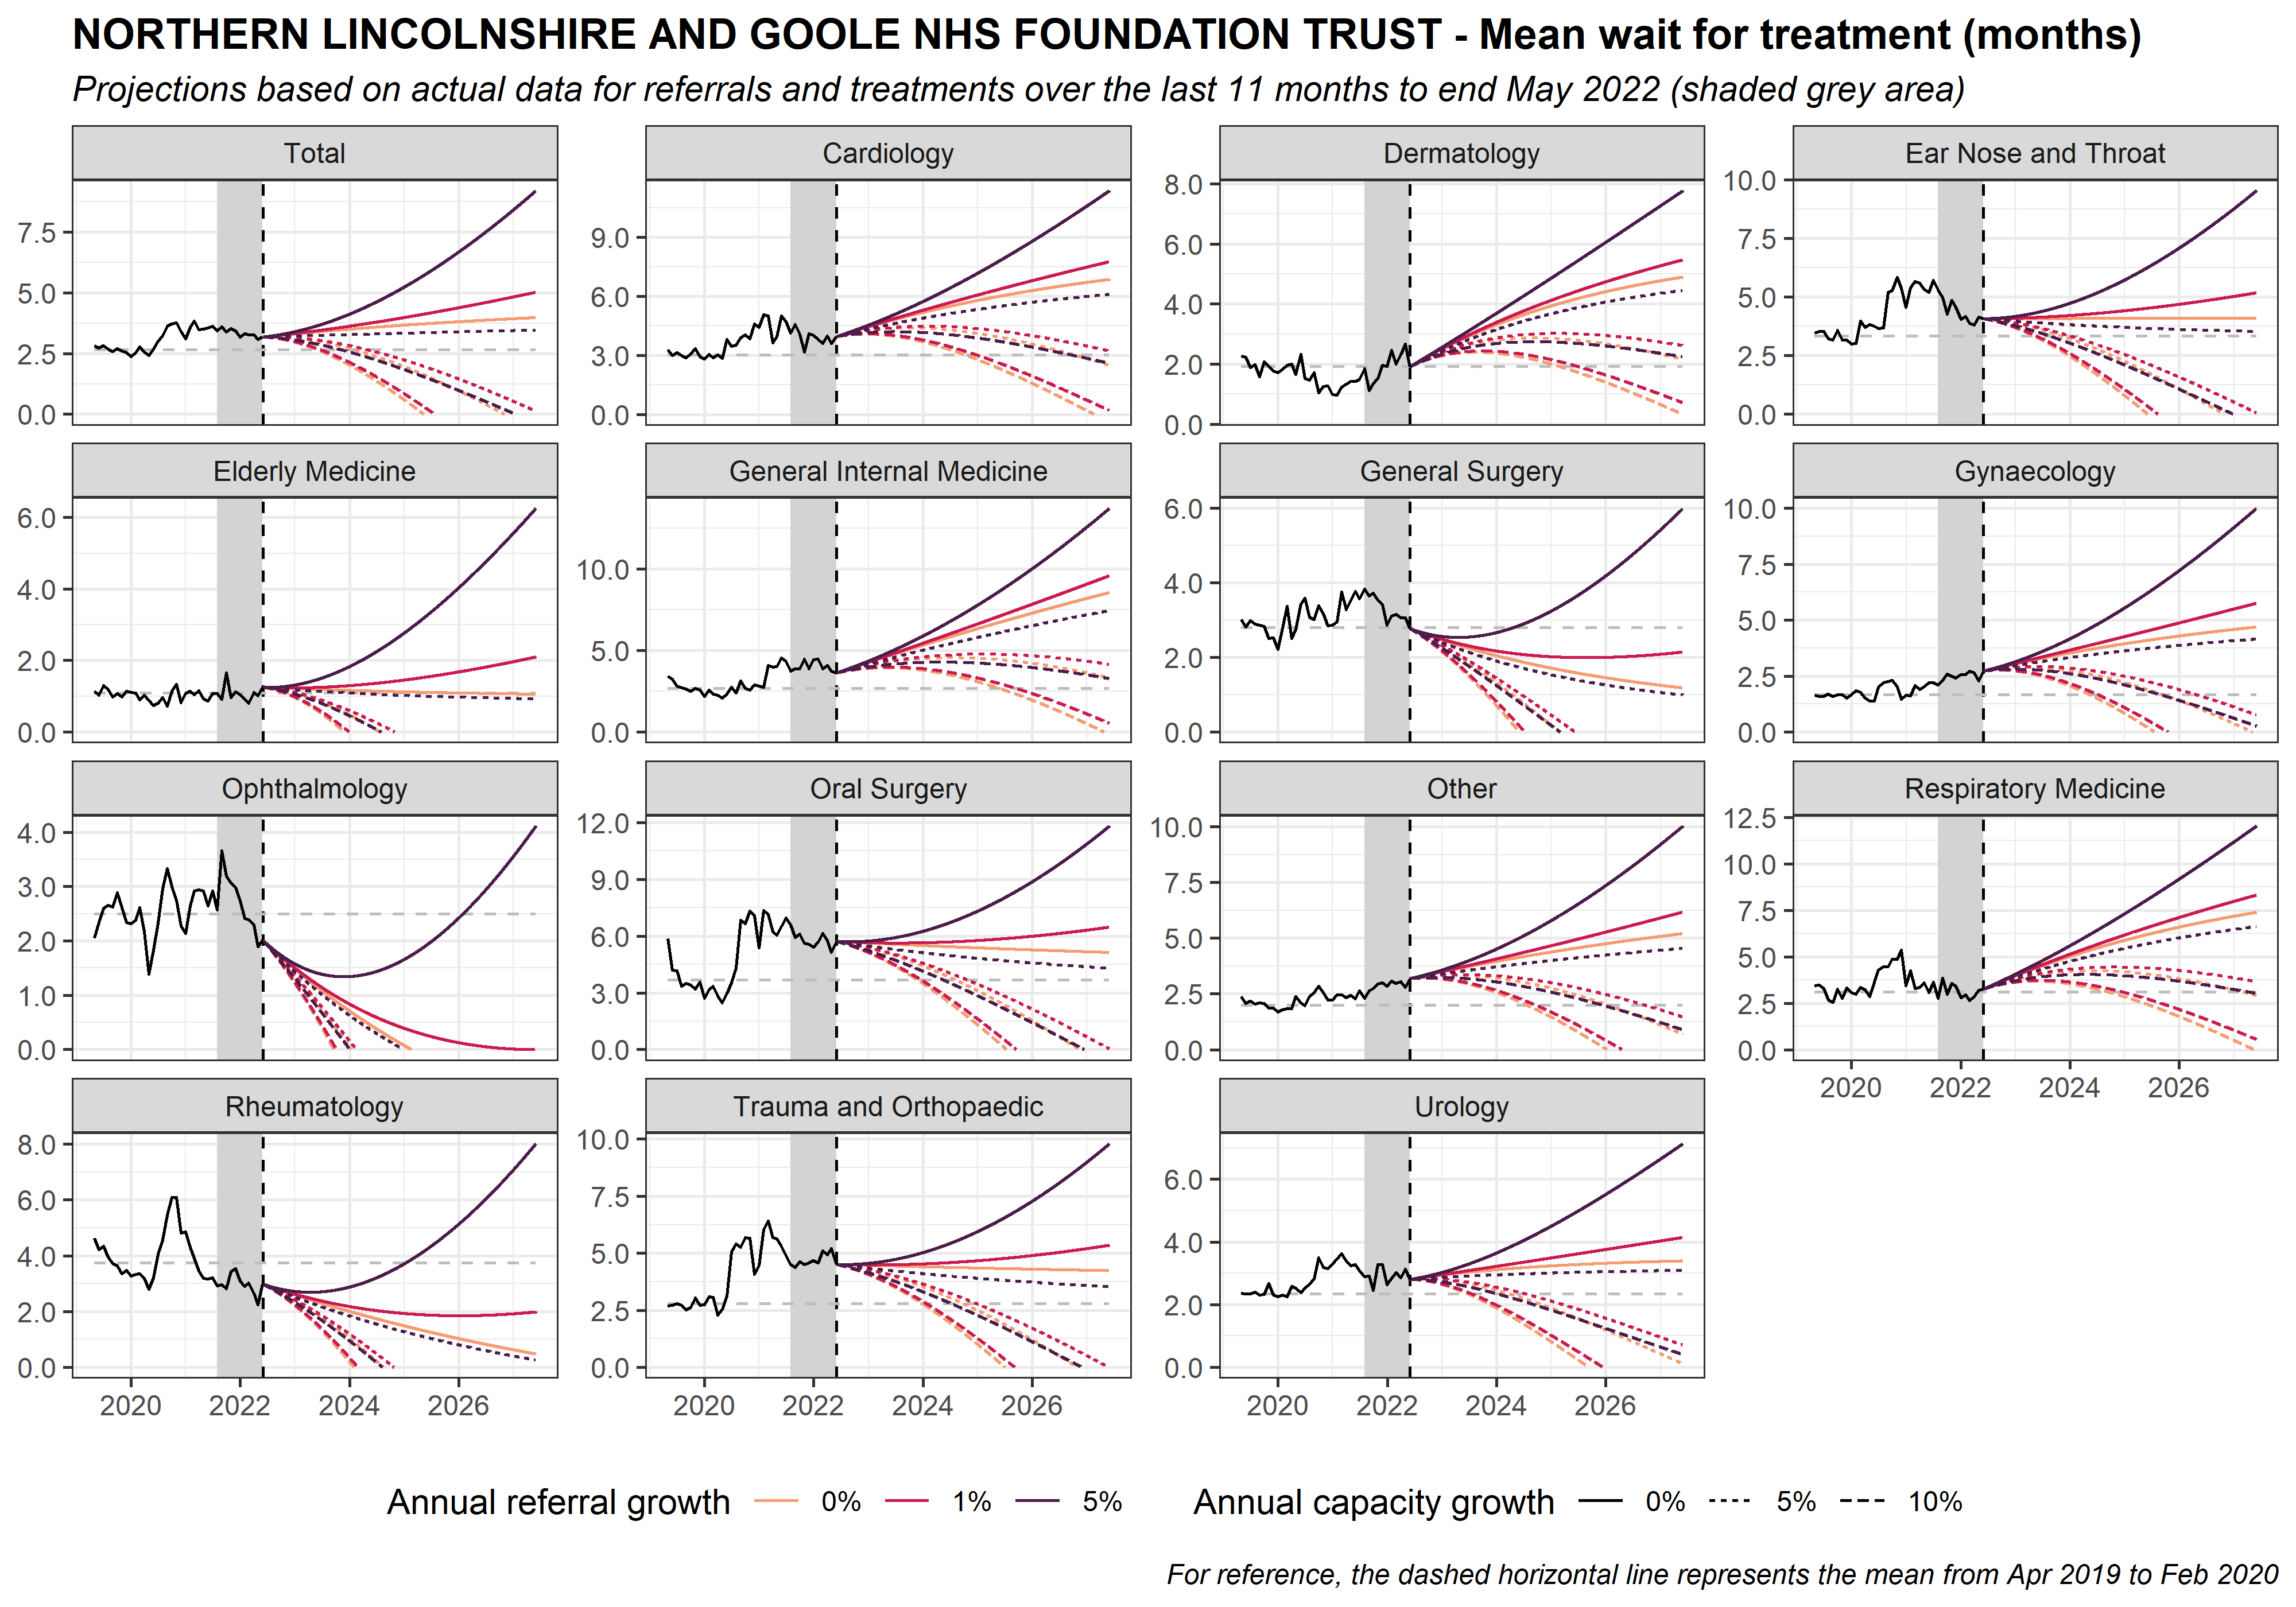 NORTHERN LINCOLNSHIRE AND GOOLE NHS FOUNDATION TRUST - Mean wait for treatment (months)
Projections based on actual data for referrals and treatments over the last 11 months to end May 2022 (shaded grey area)
Total
7.5
5.0
2.5
0.0
Cardiology
9.0
6.0
3.0
0.0
Dermatology
8.0
6.0
4.0
2.0
0.0
Ear Nose and Throat
10.0
7.5
5.0
2.5
0.0
Elderly Medicine
6.0
4.0
2.0
0.0
General Internal Medicine
10.0
5.0
0.0
General Surgery
6.0
4.0
2.0
0.0
Gynaecology
10.0
7.5
5.0
2.5
0.0
Ophthalmology
4.0
3.0
2.0
1.0
0.0
Oral Surgery
12.0
9.0
6.0
3.0
0.0
Other
10.0
7.5
5.0
2.5
0.0
Respiratory Medicine
12.5
10.0
7.5
5.0
2.5
0.0
2020 2022 2024 2026
Rheumatology
8.0
6.0
4.0
2.0
0.0
2020 2022 2024 2026
Trauma and Orthopaedic
10.0
7.5
5.0
2.5
0.0
2020 2022 2024 2026
Urology
6.0
4.0
2.0
0.0
2020 2022 2024 2026
Annual referral growth 0% 1% 5%
Annual capacity growth 0% 5% 10%
For reference, the dashed horizontal line represents the mean from Apr 2019 to Feb 2020